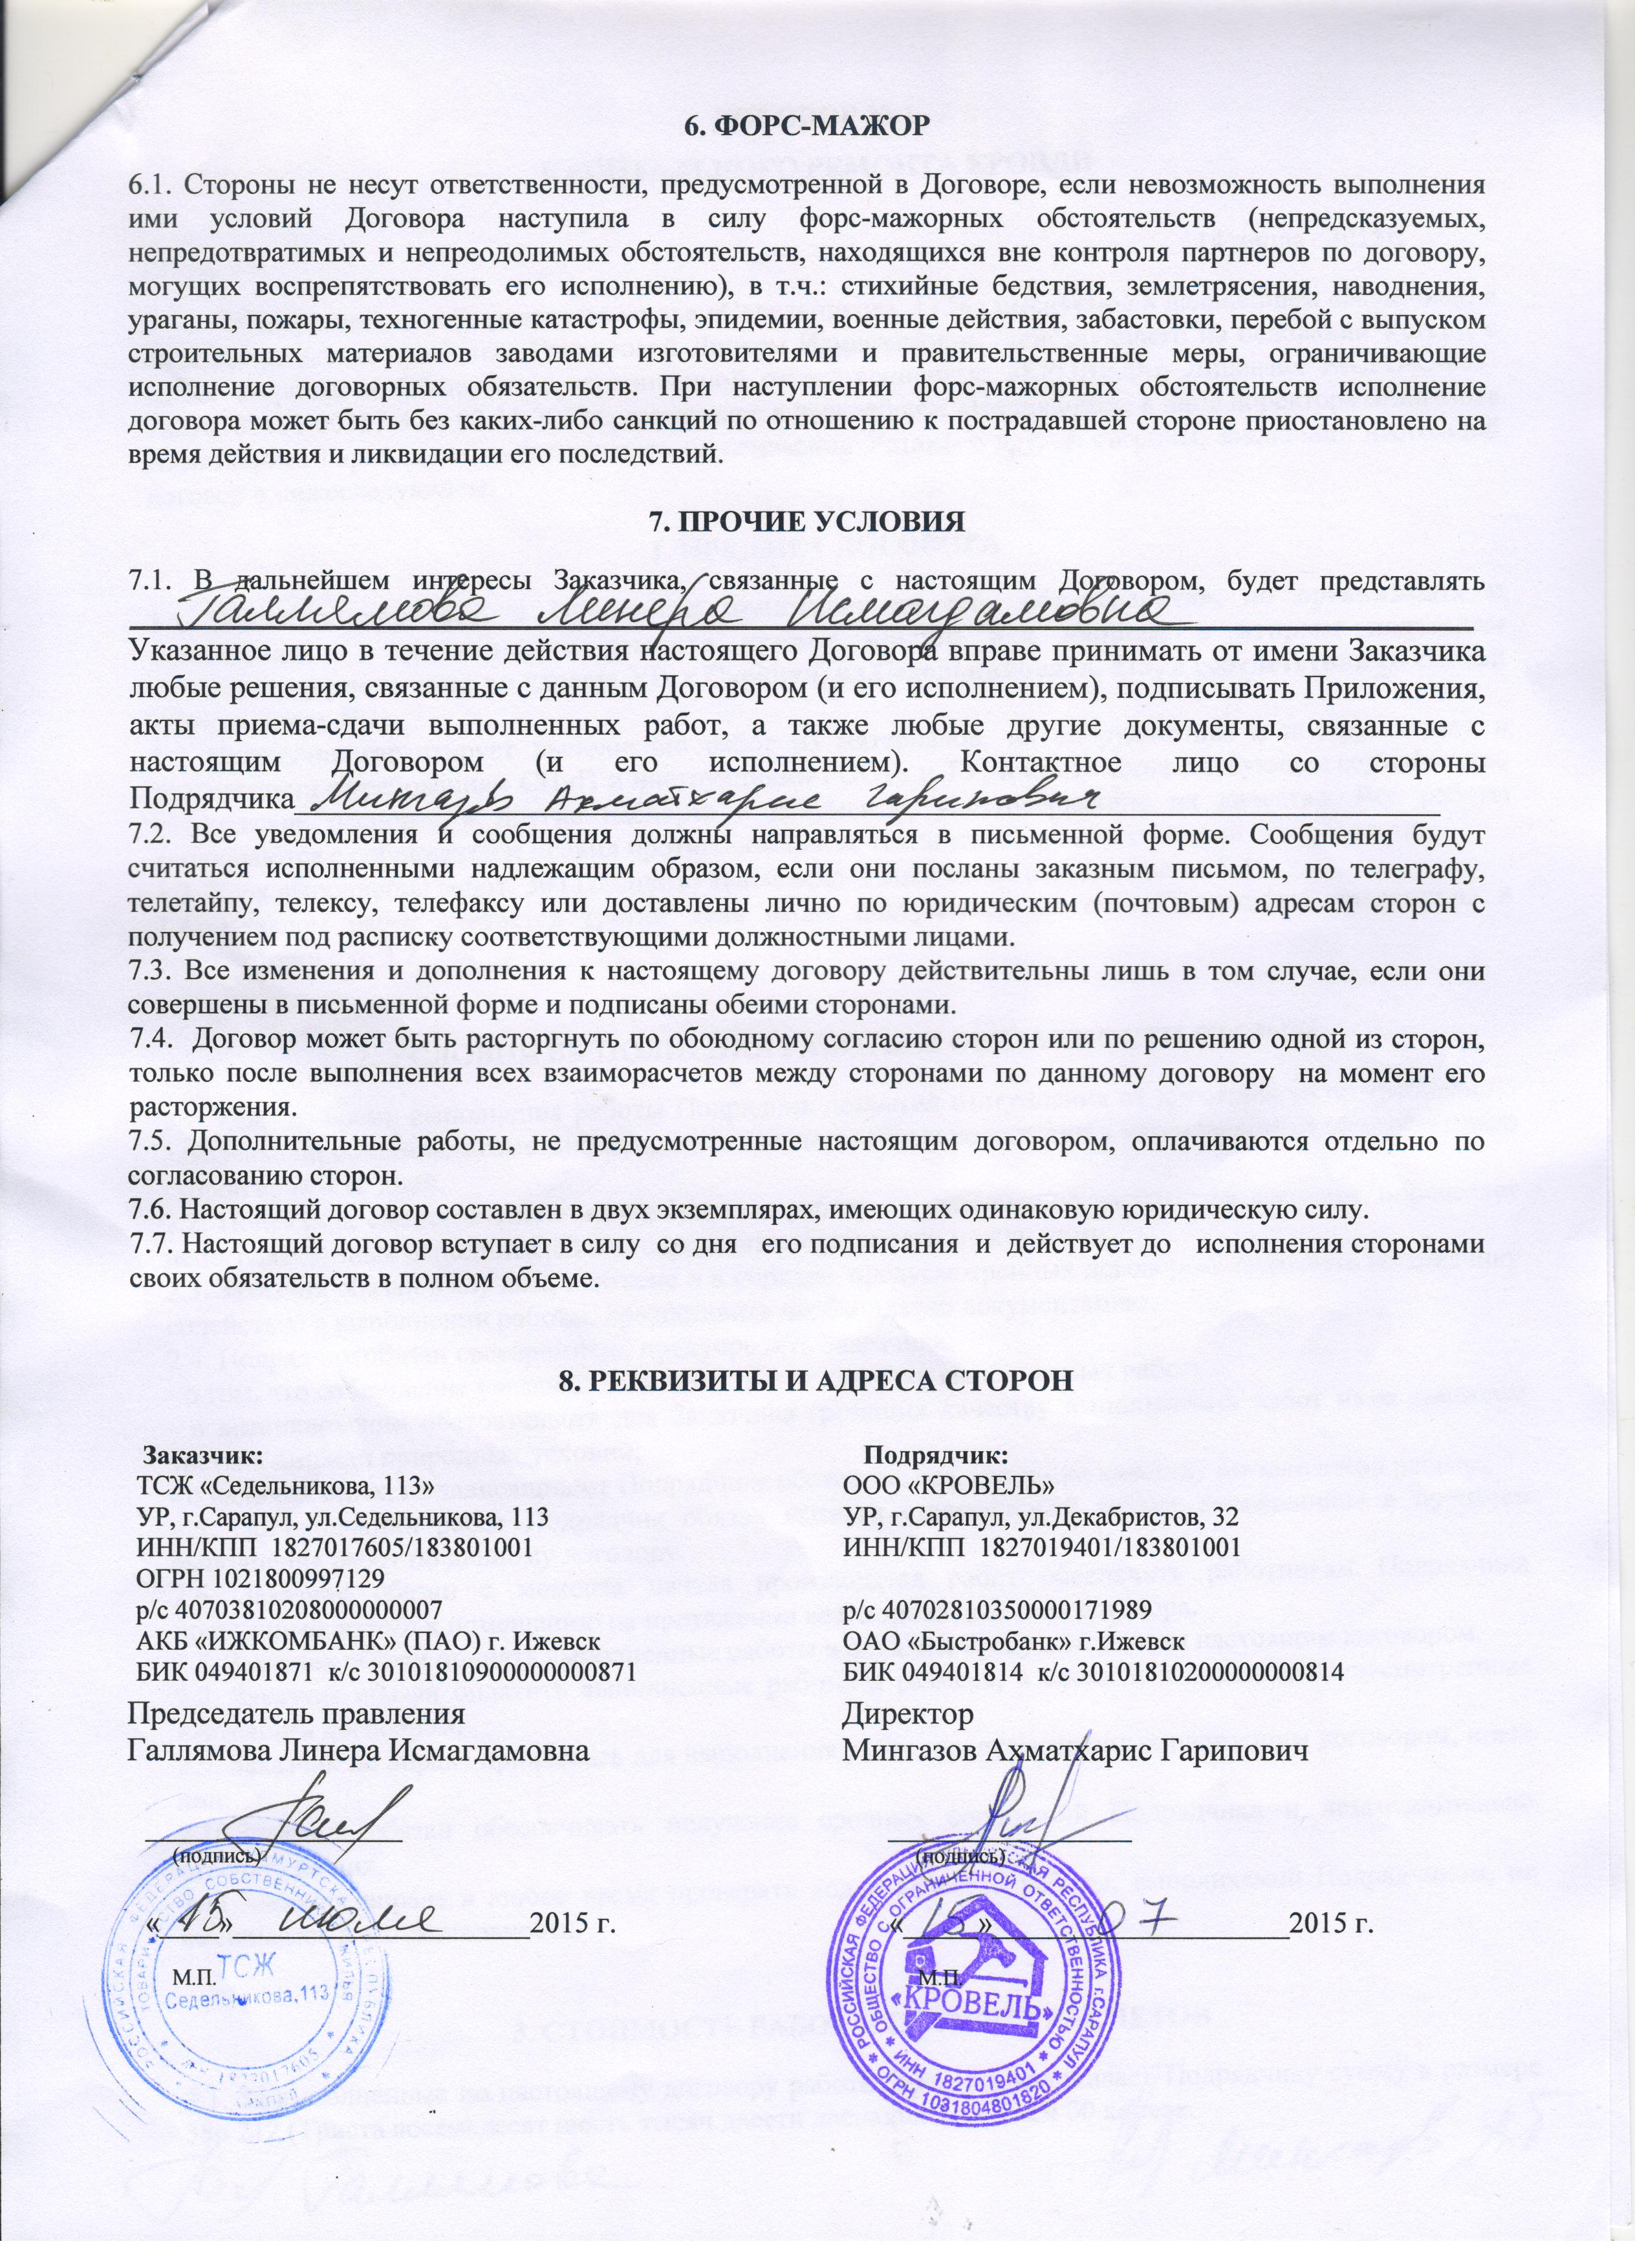 6. ФОРС-МАЖОР
6.1. Стороны не несут ответственности, предусмотренной в Договоре, если невозможность выполнения
ими условий Договора наступила в силу форс-мажорных обстоятельств (непредсказуемых,
непредотвратимых и непреодолимых обстоятельств, находящихся вне контроля партнеров по договору,
могущих воспрепятствовать его исполнению), в т.ч.: стихийные бедствия, землетрясения, наводнения,
ураганы, пожары, техногенные катастрофы, эпидемии, военные действия, забастовки, перебой с выпуском
строительных материалов заводами изготовителями и правительственные меры, ограничивающие
исполнение договорных обязательств. При наступлении форс-мажорных обстоятельств исполнение
договора может быть без каких-либо санкций по отношению к пострадавшей стороне приостановлено на
время действия и ликвидации его последствий.
7. ПРОЧИЕ УСЛОВИЯ
7.1. В дальнейшем интересы Заказчика, связанные с настоящим Договором, будет представлять
Галлямова Линера Исмагдамовна
Указанное лицо в течение действия настоящего Договора вправе принимать от имени Заказчика
любые решения, связанные с данным Договором (и его исполнением), подписывать Приложения,
акты приема-сдачи выполненных работ, а также любые другие документы, связанные с
настоящим Договором (и его исполнением). Контактное лицо со стороны
Подрядчика Мингазов Ахматхарис Гарипович
7.2. Все уведомления и сообщения должны направляться в письменной форме. Сообщения будут
считаться исполненными надлежащим образом, если они посланы заказным письмом, по телеграфу,
телетайпу, телексу, телефаксу или доставлены лично по юридическим (почтовым) адресам сторон с
получением под расписку соответствующими должностными лицами.
7.3. Все изменения и дополнения к настоящему договору действительны лишь в том случае, если они
совершены в письменной форме и подписаны обеими сторонами.
7.4. Договор может быть расторгнуть по обоюдному согласию сторон или по решению одной из сторон,
только после выполнения всех взаиморасчетов между сторонами по данному договору на момент его
расторжения.
7.5. Дополнительные работы, не предусмотренные настоящим договором, оплачиваются отдельно по
согласованию сторон.
7.6. Настоящий договор составлен в двух экземплярах, имеющих одинаковую юридическую силу.
7.7. Настоящий договор вступает в силу со дня его подписания и действует до исполнения сторонами
своих обязательств в полном объеме.
8. РЕКВИЗИТЫ И АДРЕСА СТОРОН
Заказчик:
ТСЖ «Седельникова, 113»
УР, г.Сарапул, ул.Седельникова, 113
ИНН/КПП 1827017605/183801001
ОГРН 1021800997129
р/с 40703810208000000007
АКБ «ИЖКОМБАНК» (ПАО) г. Ижевск
БИК 049401871 к/с 30101810900000000871
Председатель правления
Галлямова Линера Исмагдамовна
(подпись)
«15» июля 2015 г.
М.П.
ТСЖ
Седельникова,113
РОССИЙСКАЯ ФЕДЕРАЦИЯ УДМУРТСКАЯ РЕСПУБЛИКА
ТОВАРИЩЕСТВО СОБСТВЕННИКОВ ЖИЛЬЯ
ИНН 1827017605
Подрядчик:
ООО «КРОВЕЛЬ»
УР, г.Сарапул, ул.Декабристов, 32
ИНН/КПП 1827019401/183801001
р/с 40702810350000171989
ОАО «Быстробанк» г.Ижевск
БИК 049401814 к/с 30101810200000000814
Директор
Мингазов Ахматхарис Гарипович
(подпись)
«15» 07 2015 г.
М.П.
«КРОВЕЛЬ»
РОССИЙСКАЯ ФЕДЕРАЦИЯ УДМУРТСКАЯ РЕСПУБЛИКА г.САРАПУЛ
ОБЩЕСТВО С ОГРАНИЧЕННОЙ ОТВЕТСТВЕННОСТЬЮ
ИНН 1827019401
ОГРН 1031804801820